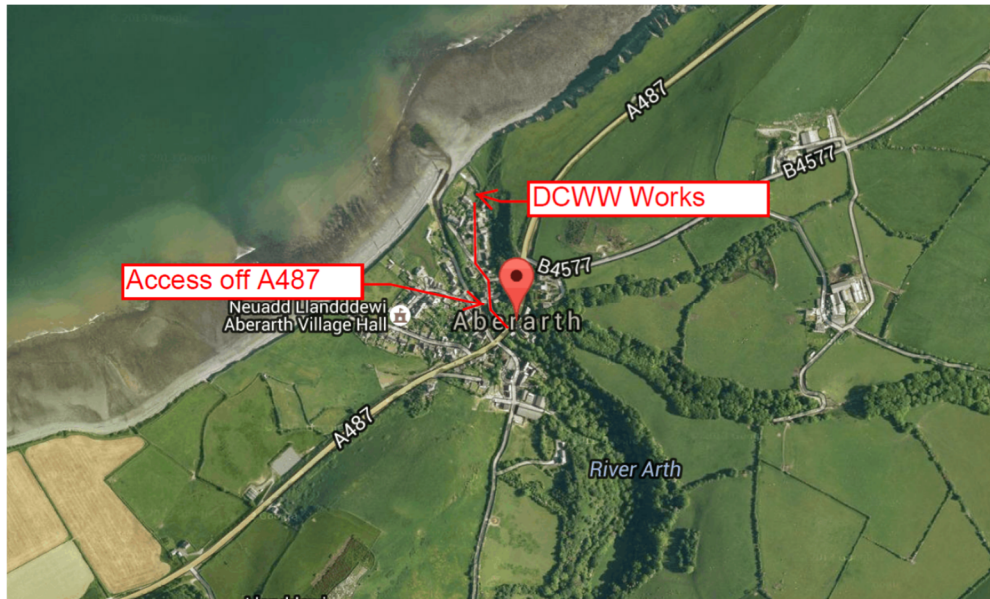 A487
B4577
DCWW Works
B4577
Access off A487
Neuadd Llandddewi
Aberarth Village Hall
Aberarth
A487
River Arth